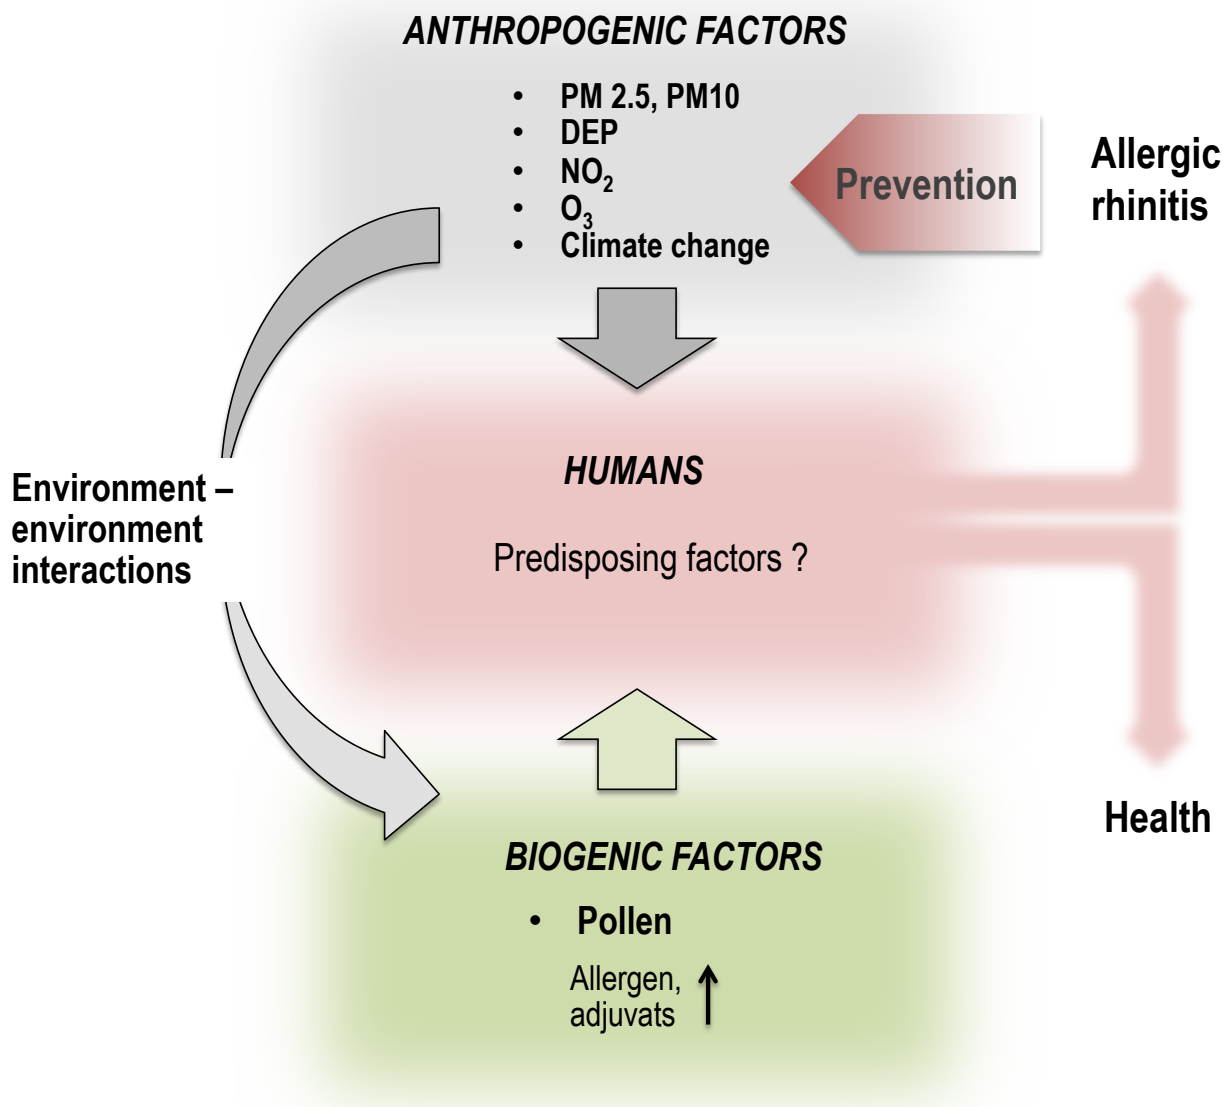 ANTHROPOGENIC FACTORS
• PM 2.5, PM10
• DEP
• NO₂
• O₃
• Climate change
Prevention
Allergic
rhinitis
HUMANS
Predisposing factors ?
Environment –
environment
interactions
Health
BIOGENIC FACTORS
• Pollen
Allergen,
adjuvats